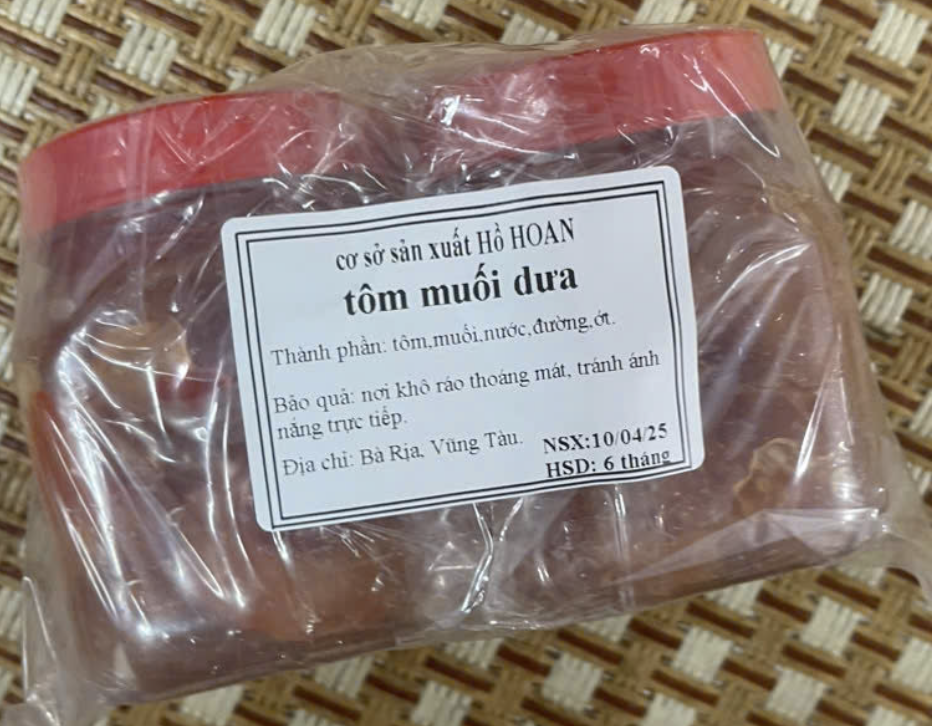 cơ sở sản xuất Hồ HOAN
tôm muối dưa
Thành phần: tôm,muối,nước,đường,ớt.
Bảo quả: nơi khô ráo thoáng mát, tránh ánh
nắng trực tiếp.
Địa chỉ: Bà Rịa, Vũng Tàu.
NSX:10/04/25
HSD: 6 tháng